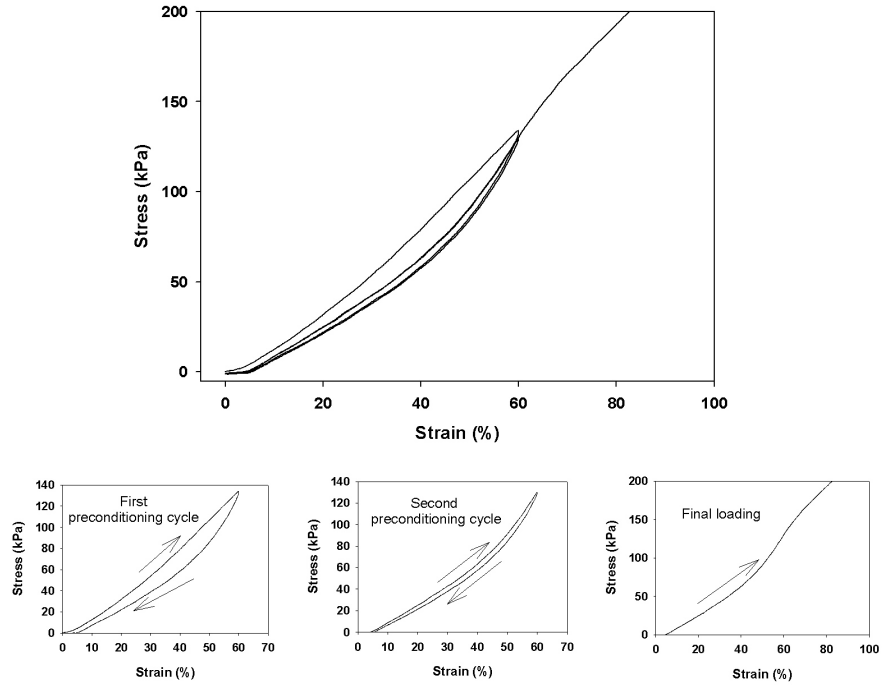 200
150
100
50
0
Stress (kPa)
0 20 40 60 80 100
Strain (%)
140
120
100
80
60
40
20
0
Stress (kPa)
First
preconditioning cycle
0 10 20 30 40 50 60 70
Strain (%)
140
120
100
80
60
40
20
0
Stress (kPa)
Second
preconditioning cycle
0 10 20 30 40 50 60 70
Strain (%)
200
150
100
50
0
Stress (kPa)
Final loading
0 20 40 60 80 100
Strain (%)